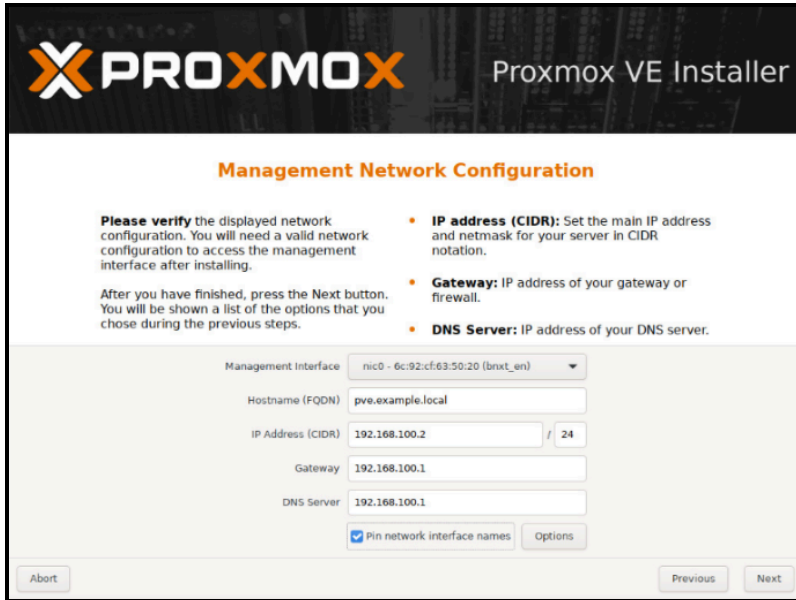 PROXMOX
Proxmox VE Installer
Management Network Configuration
Please verify the displayed network
configuration. You will need a valid network
configuration to access the management
interface after installing.
After you have finished, press the Next button.
You will be shown a list of the options that you
chose during the previous steps.
• IP address (CIDR): Set the main IP address
and netmask for your server in CIDR
notation.
• Gateway: IP address of your gateway or
firewall.
• DNS Server: IP address of your DNS server.
Management Interface nic0 - 6c:92:cf:63:50:20 (bnxt_en)
Hostname (FQDN) pve.example.local
IP Address (CIDR) 192.168.100.2 / 24
Gateway 192.168.100.1
DNS Server 192.168.100.1
Pin network interface names Options
Abort Previous Next